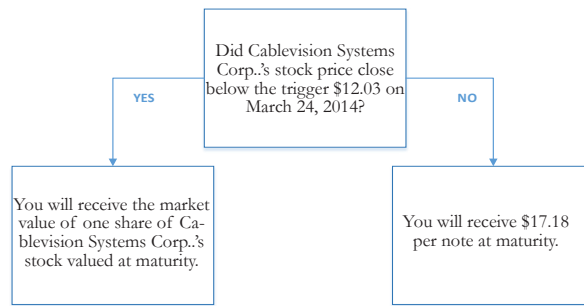 Did Cablevision Systems
Corp..'s stock price close
below the trigger $12.03 on
March 24, 2014?
YES
NO
You will receive the market
value of one share of Ca-
blevision Systems Corp..'s
stock valued at maturity.
You will receive $17.18
per note at maturity.